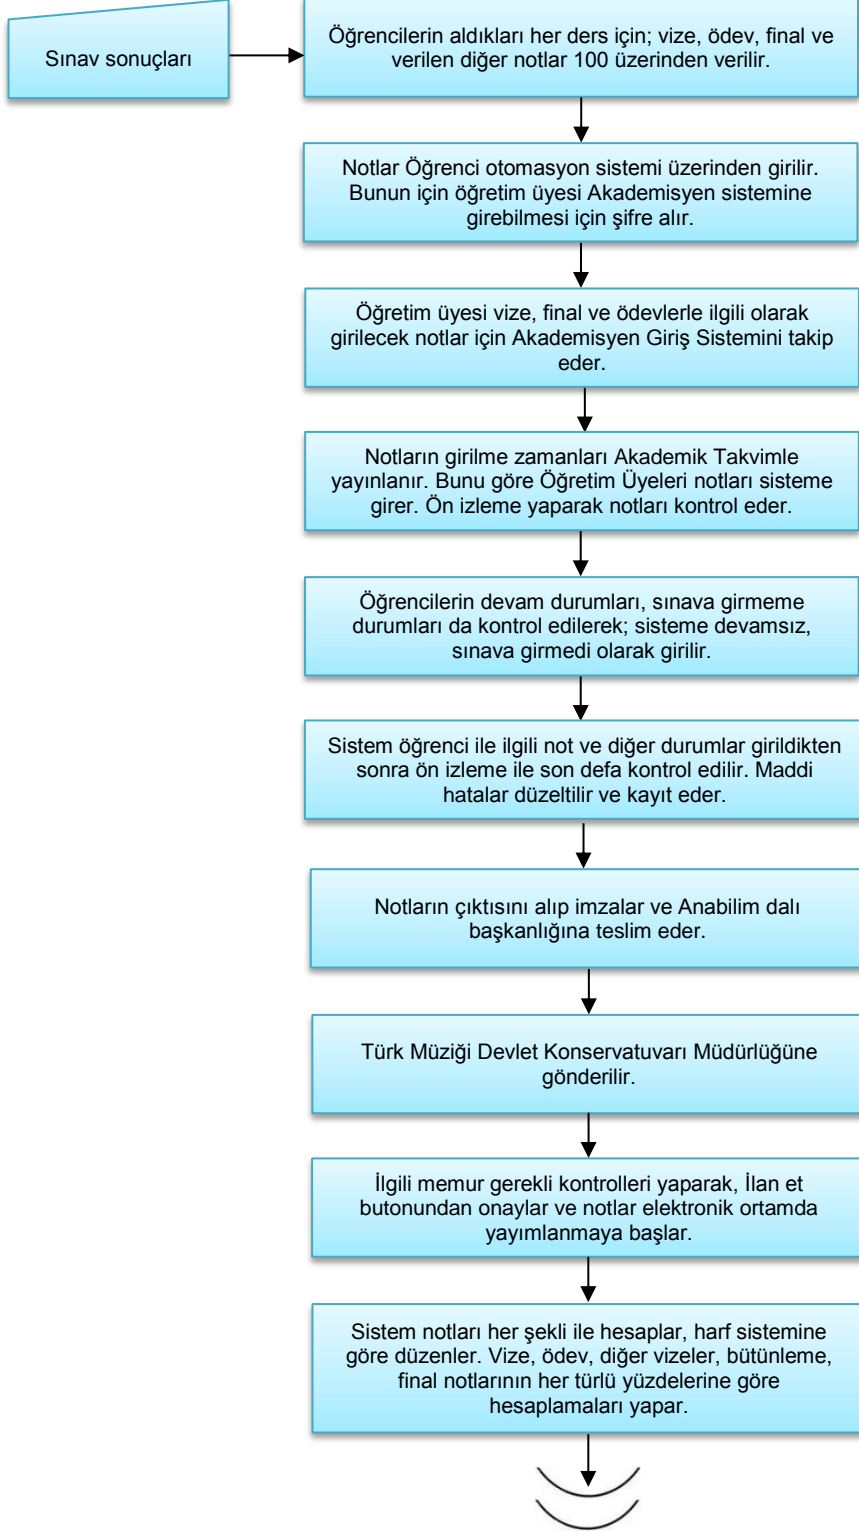 Sınav sonuçları
Öğrencilerin aldıkları her ders için; vize, ödev, final ve
verilen diğer notlar 100 üzerinden verilir.
Notlar Öğrenci otomasyon sistemi üzerinden girilir.
Bunun için öğretim üyesi Akademisyen sistemine
girebilmesi için şifre alır.
Öğretim üyesi vize, final ve ödevlerle ilgili olarak
girilecek notlar için Akademisyen Giriş Sistemini takip
eder.
Notların girilme zamanları Akademik Takvimle
yayınlanır. Bunu göre Öğretim Üyeleri notları sisteme
girer. Ön izleme yaparak notları kontrol eder.
Öğrencilerin devam durumları, sınava girmeme
durumları da kontrol edilerek; sisteme devamsız,
sınava girmedi olarak girilir.
Sistem öğrenci ile ilgili not ve diğer durumlar girildikten
sonra ön izleme ile son defa kontrol edilir. Maddi
hatalar düzeltilir ve kayıt eder.
Notların çıktısını alıp imzalar ve Anabilim dalı
başkanlığına teslim eder.
Türk Müziği Devlet Konservatuvarı Müdürlüğüne
gönderilir.
İlgili memur gerekli kontrolleri yaparak, İlan et
butonundan onaylar ve notlar elektronik ortamda
yayımlanmaya başlar.
Sistem notları her şekli ile hesaplar, harf sistemine
göre düzenler. Vize, ödev, diğer vizeler, bütünleme,
final notlarının her türlü yüzdelerine göre
hesaplamaları yapar.